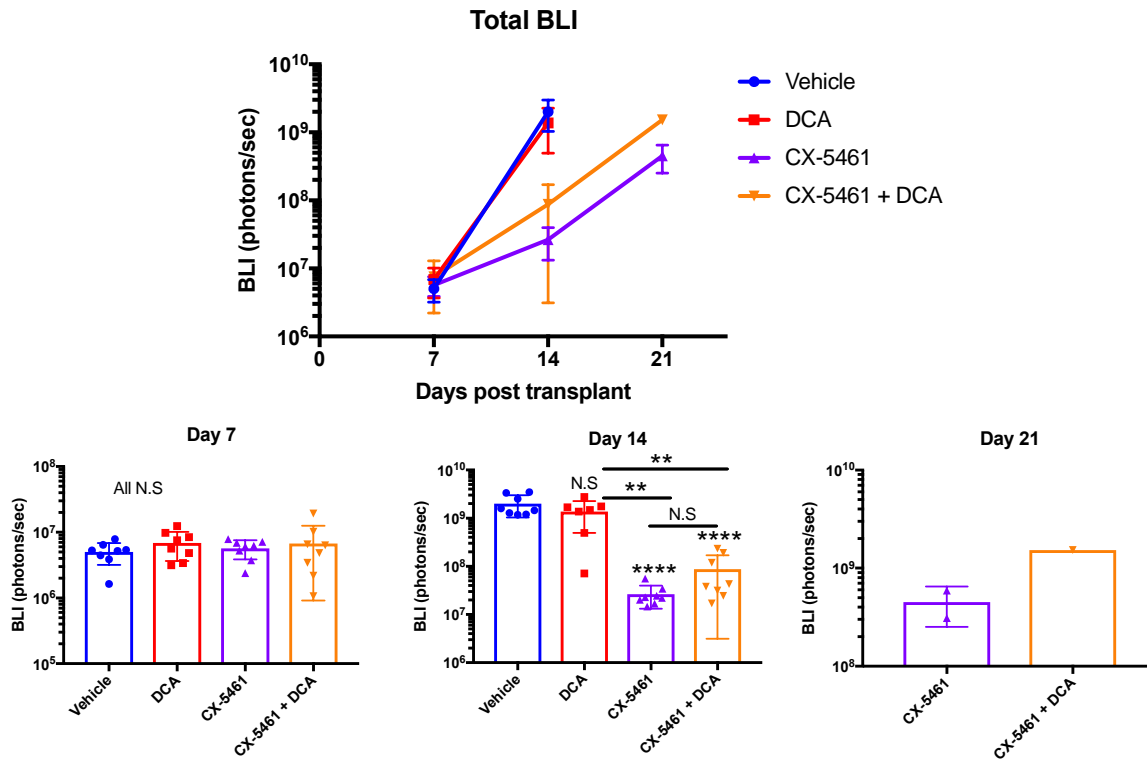 Total BLI
BLI (photons/sec)
10^10
10^9
10^8
10^7
10^6
0
7
14
21
Days post transplant
Vehicle
DCA
CX-5461
CX-5461 + DCA
Day 7
BLI (photons/sec)
10^8
10^7
10^6
10^5
All N.S
Vehicle
DCA
CX-5461
CX-5461 + DCA
Day 14
BLI (photons/sec)
10^10
10^9
10^8
10^7
10^6
**
N.S
**
N.S
****
****
Vehicle
DCA
CX-5461
CX-5461 + DCA
Day 21
BLI (photons/sec)
10^10
10^9
10^8
CX-5461
CX-5461 + DCA